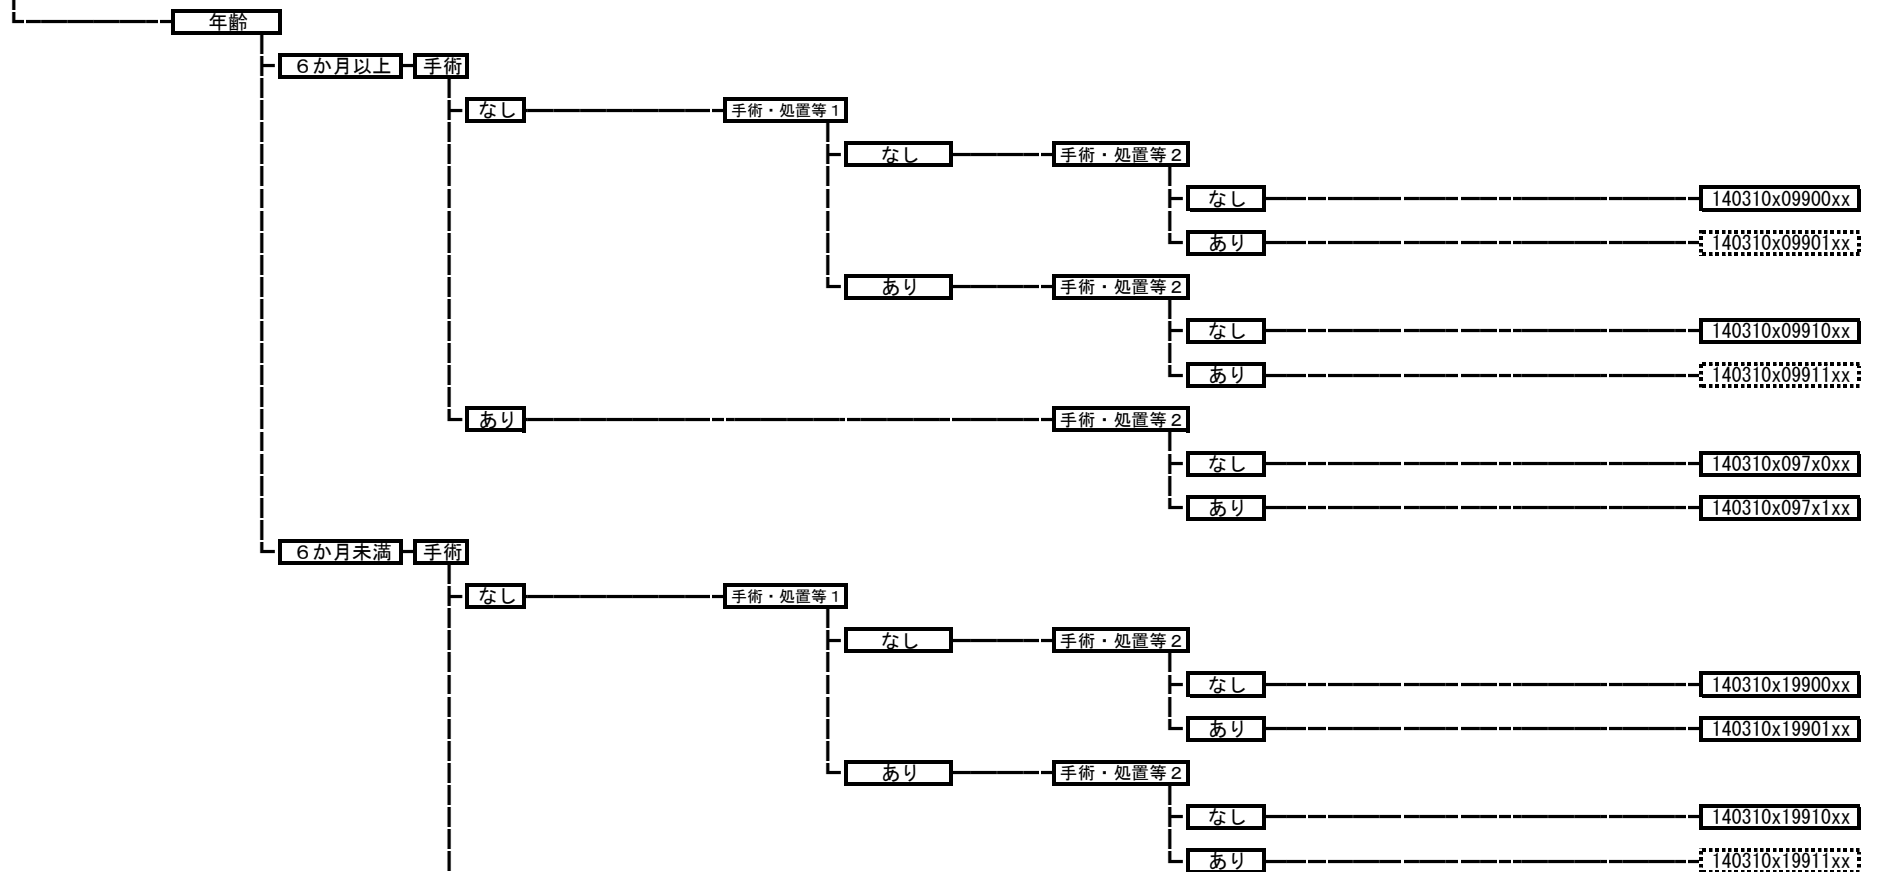 年齢
６か月以上 手術
なし 手術・処置等１
なし 手術・処置等２
なし 140310x09900xx
あり 140310x09901xx
あり 手術・処置等２
なし 140310x09910xx
あり 140310x09911xx
あり 手術・処置等２
なし 140310x097x0xx
あり 140310x097x1xx
６か月未満 手術
なし 手術・処置等１
なし 手術・処置等２
なし 140310x19900xx
あり 140310x19901xx
あり 手術・処置等２
なし 140310x19910xx
あり 140310x19911xx